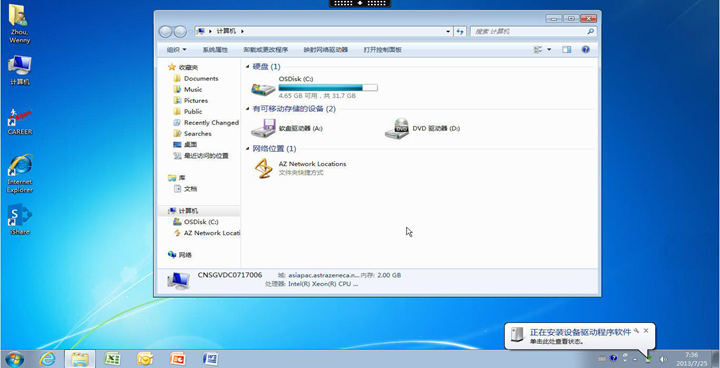 Zhou, Wenny
计算机
CAREER
Internet Explorer
iShare
计算机
搜索 计算机
组织 系统属性 卸载或更改程序 映射网络驱动器 打开控制面板
收藏夹
Documents
Music
Pictures
Public
Recently Changed
Searches
桌面
最近访问的位置
库
文档
计算机
OSDisk (C:)
AZ Network Locati
网络
硬盘 (1)
OSDisk (C:)
4.65 GB 可用，共 31.7 GB
有可移动存储的设备 (2)
软盘驱动器 (A:)
DVD
DVD 驱动器 (D:)
网络位置 (1)
AZ Network Locations
文件夹快捷方式
CNSGVDC0717006 域: asiapac.astrazeneca.n... 内存: 2.00 GB
处理器: Intel(R) Xeon(R) CPU ...
正在安装设备驱动程序软件
单击此处查看状态。
7:36
2013/7/25